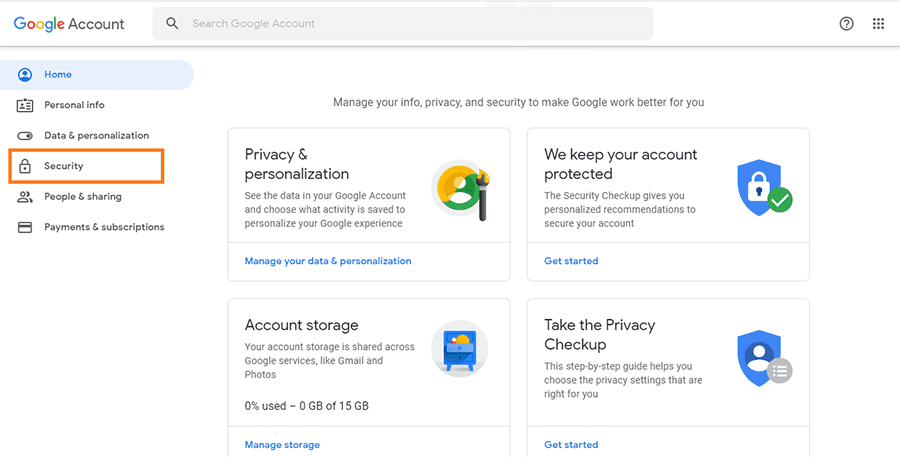 Google Account
Search Google Account
Home
Personal info
Data & personalization
Security
People & sharing
Payments & subscriptions
Manage your info, privacy, and security to make Google work better for you
Privacy &
personalization
See the data in your Google Account
and choose what activity is saved to
personalize your Google experience
Manage your data & personalization
We keep your account
protected
The Security Checkup gives you
personalized recommendations to
secure your account
Get started
Account storage
Your account storage is shared across
Google services, like Gmail and
Photos
0% used – 0 GB of 15 GB
Manage storage
Take the Privacy
Checkup
This step-by-step guide helps you
choose the privacy settings that are
right for you
Get started